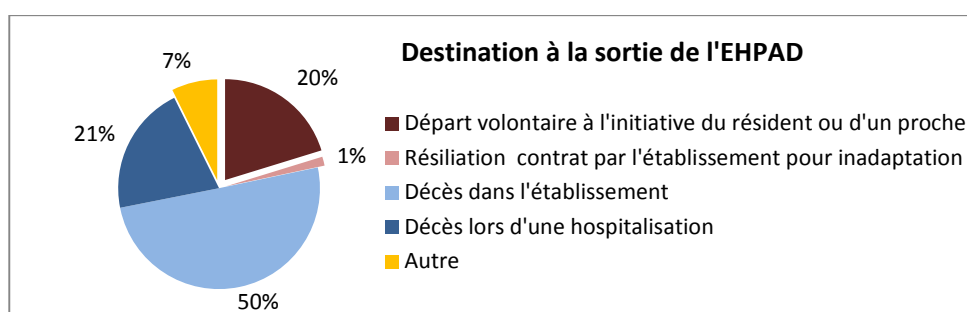 Destination à la sortie de l'EHPAD
7%
20%
21%
1%
50%
Départ volontaire à l'initiative du résident ou d'un proche
Résiliation contrat par l'établissement pour inadaptation
Décès dans l'établissement
Décès lors d'une hospitalisation
Autre